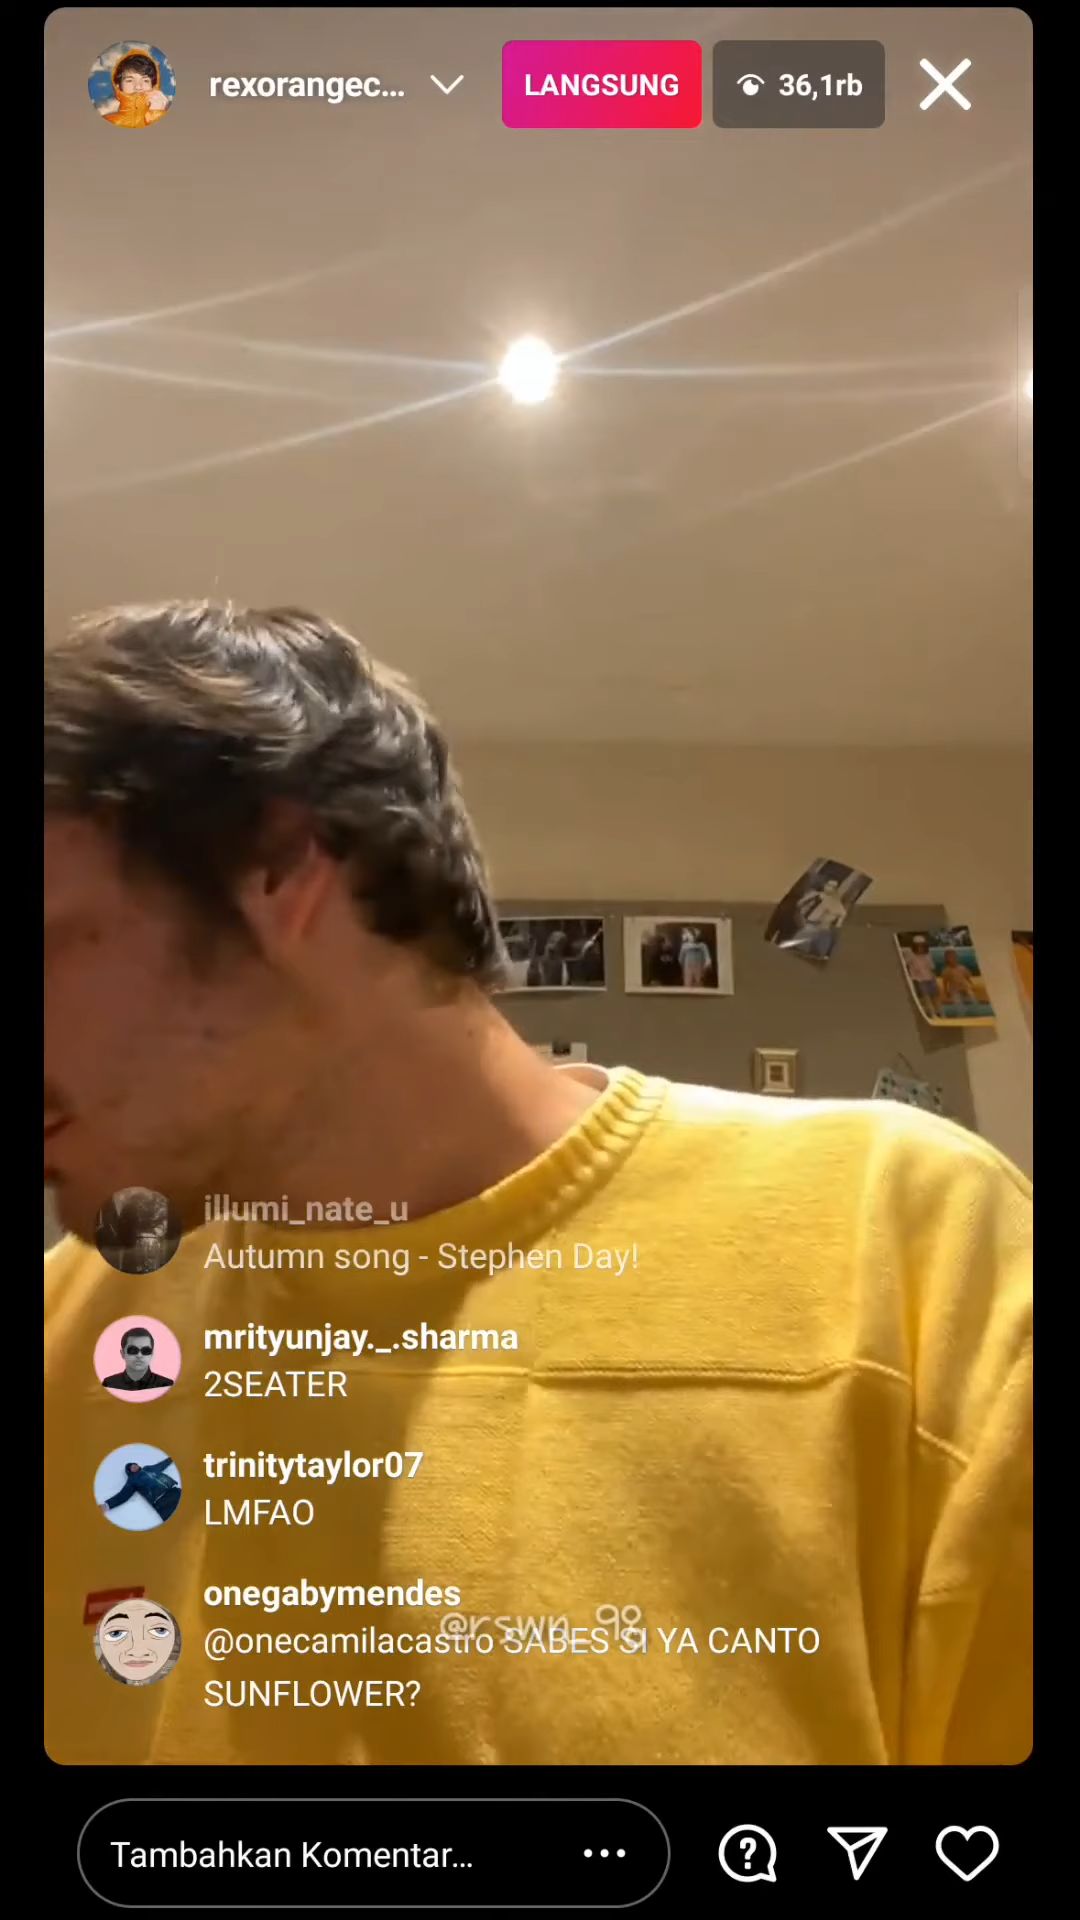 rexorangec...
LANGSUNG
36,1rb
illumi_nate_u
Autumn song - Stephen Day!
mrityunjay._.sharma
2SEATER
trinitytaylor07
LMFAO
onegabymendes
@onecamilacastro SABES SI YA CANTO
SUNFLOWER?
@rswn_98
Tambahkan Komentar...